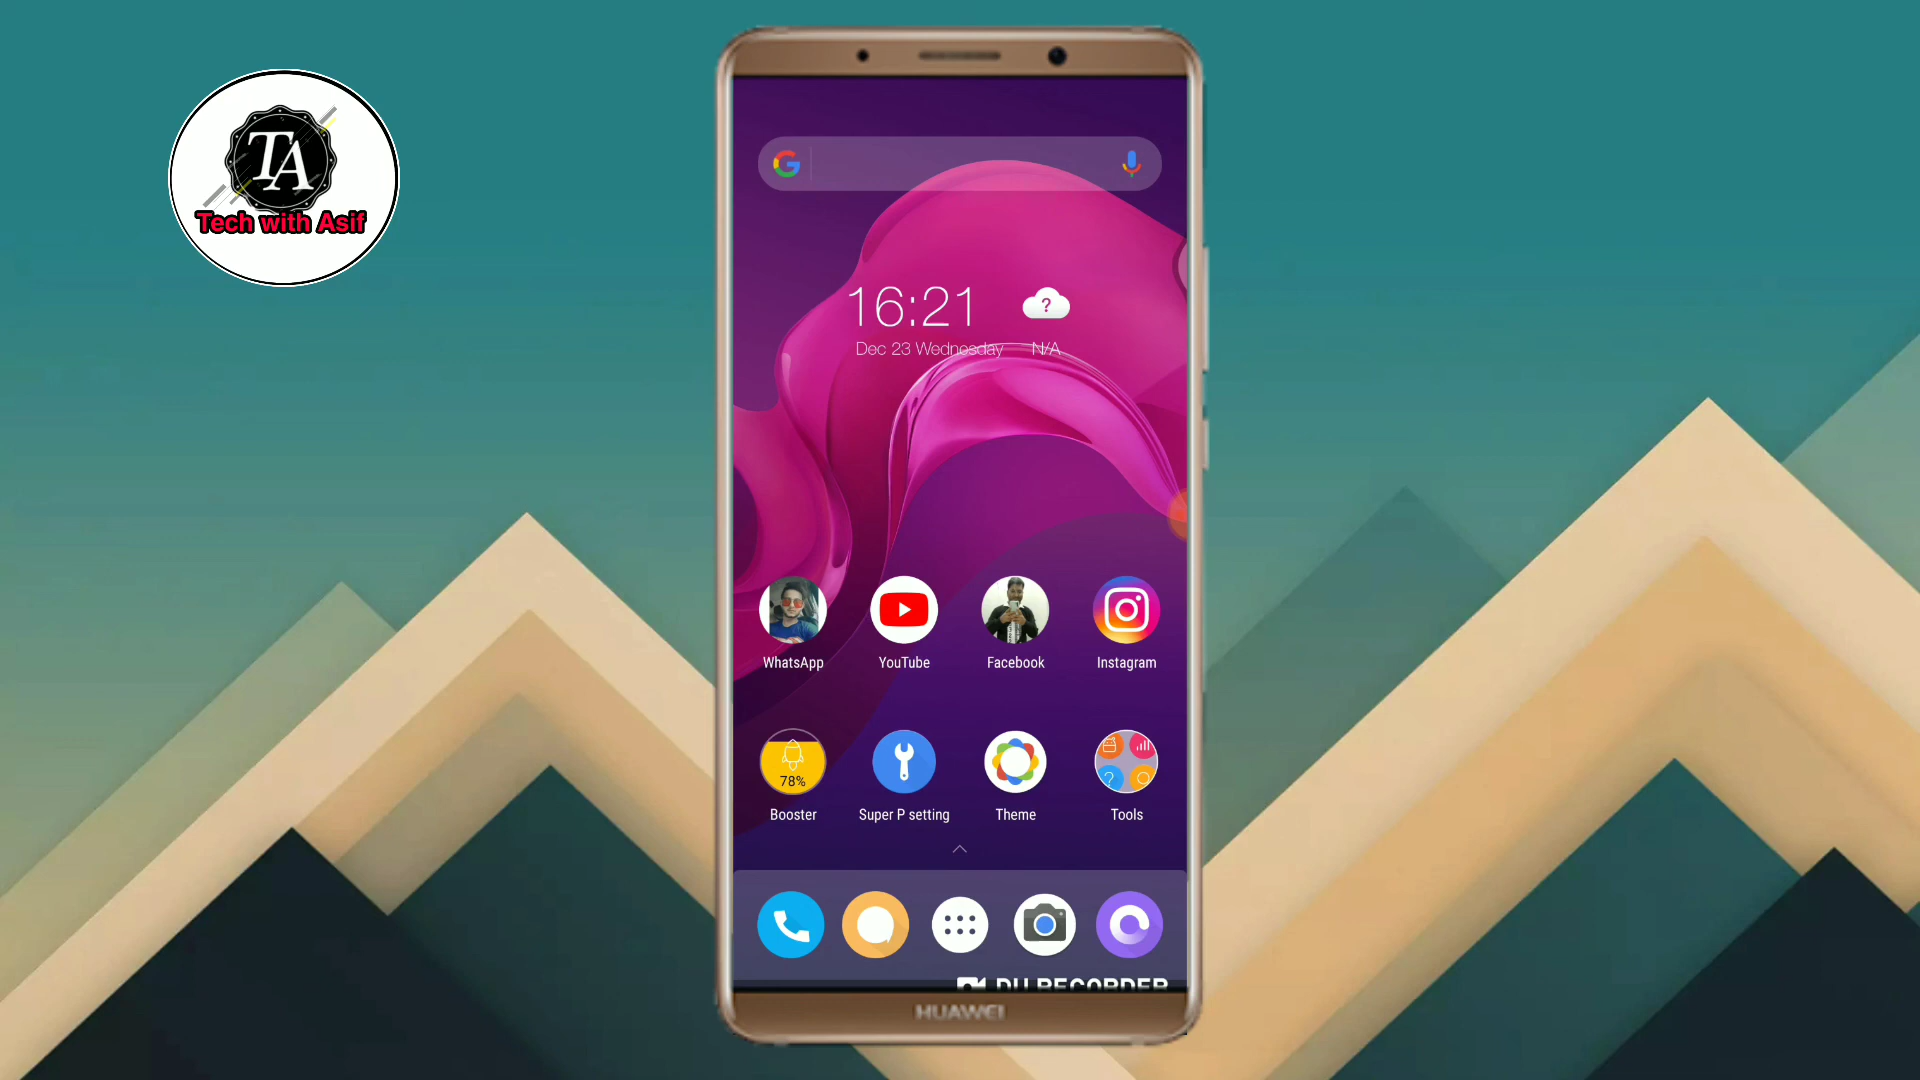 TA
Tech with Asif
16:21
?
Dec 23 Wednesday N/A
WhatsApp
YouTube
Facebook
Instagram
78%
?
Booster
Super P setting
Theme
Tools
DU RECORDER
HUAWEI